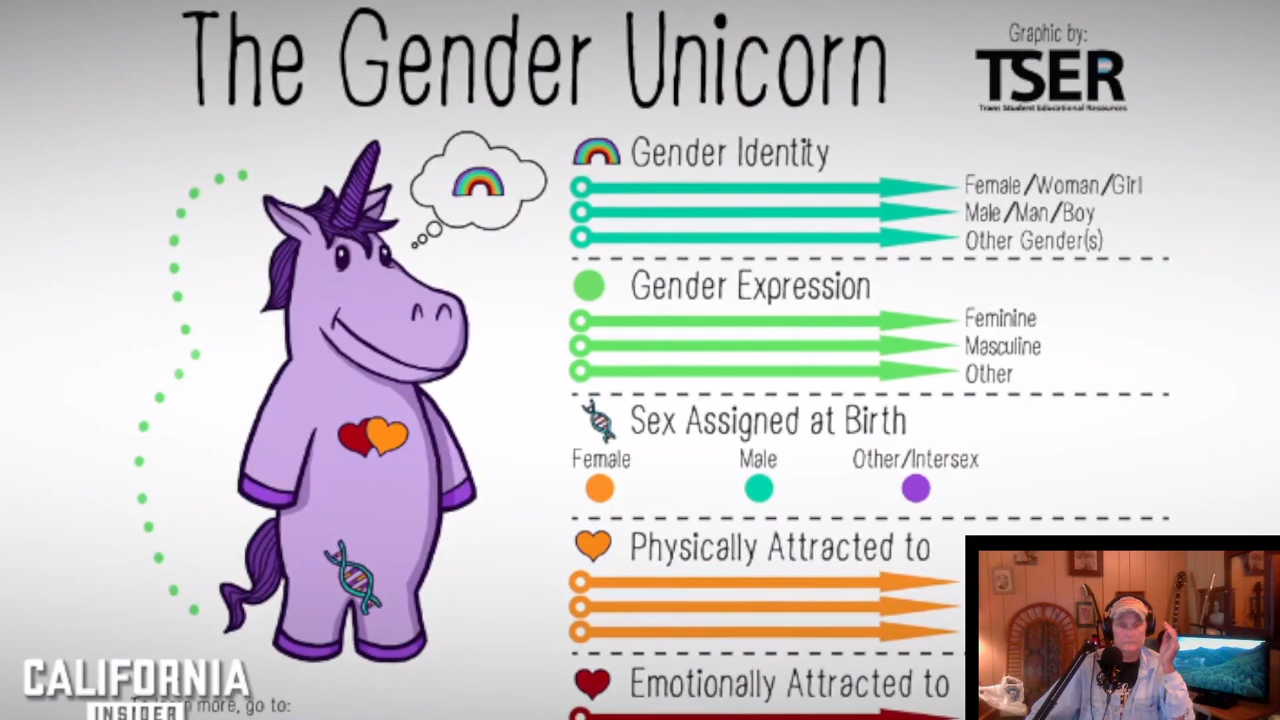 The Gender Unicorn
Graphic by:
TSER
Trans Student Educational Resources
Gender Identity
Female/Woman/Girl
Male/Man/Boy
Other Gender(s)
Gender Expression
Feminine
Masculine
Other
Sex Assigned at Birth
Female Male Other/Intersex
Physically Attracted to
Emotionally Attracted to
more, go to:
CALIFORNIA
INSIDER